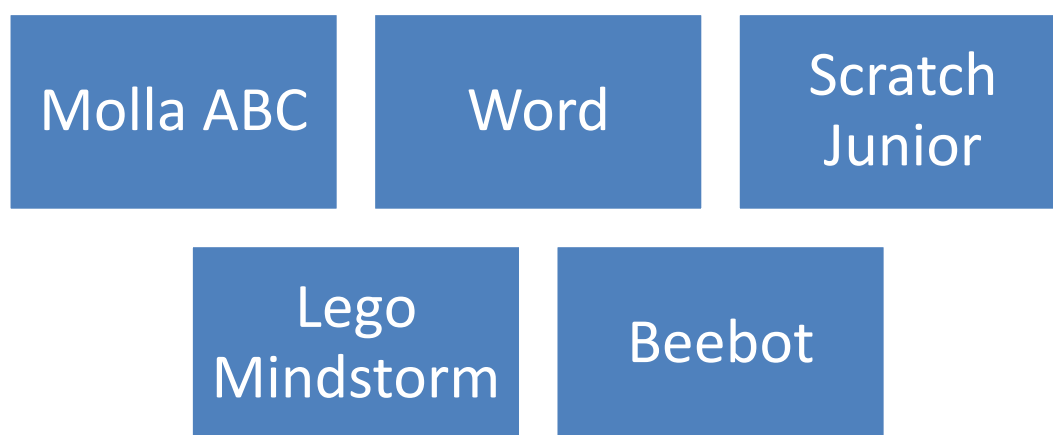 Molla ABC
Word
Scratch
Junior
Lego
Mindstorm
Beebot